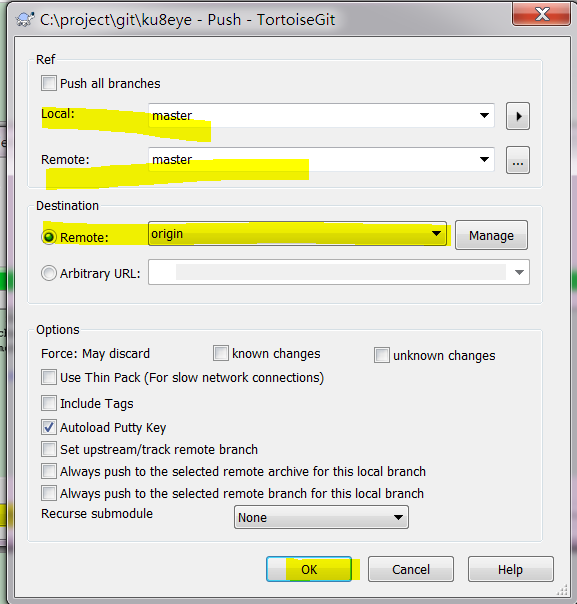 C:\project\git\ku8eye - Push - TortoiseGit
Ref
Push all branches
Local: master
Remote: master ...
Destination
Remote: origin Manage
Arbitrary URL:
Options
Force: May discard known changes unknown changes
Use Thin Pack (For slow network connections)
Include Tags
Autoload Putty Key
Set upstream/track remote branch
Always push to the selected remote archive for this local branch
Always push to the selected remote branch for this local branch
Recurse submodule None
OK Cancel Help